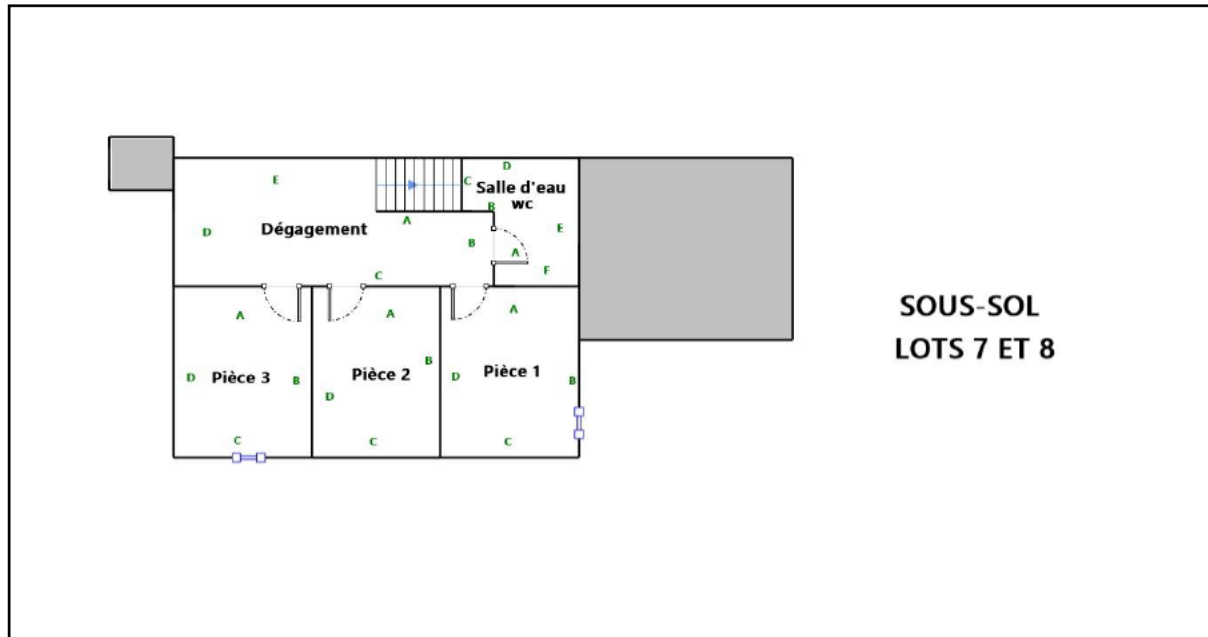 D
E
C
Salle d'eau
wc
B
A
Dégagement
D
E
B
A
C
F
SOUS-SOL
LOTS 7 ET 8
A
A
A
B
Pièce 3
D
B
Pièce 2
D
D
Pièce 1
B
C
C
C